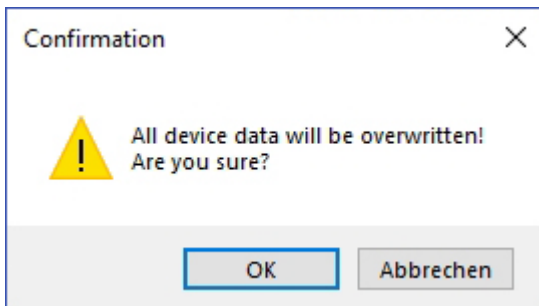 Confirmation
All device data will be overwritten!
Are you sure?
OK
Abbrechen